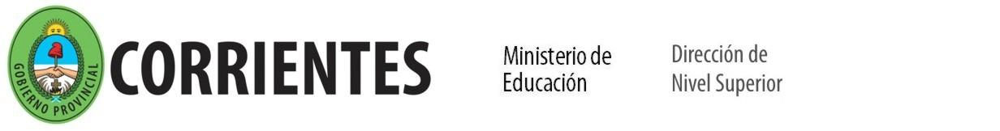 GOBIERNO PROVINCIAL
CORRIENTES
Ministerio de
Educación
Dirección de
Nivel Superior